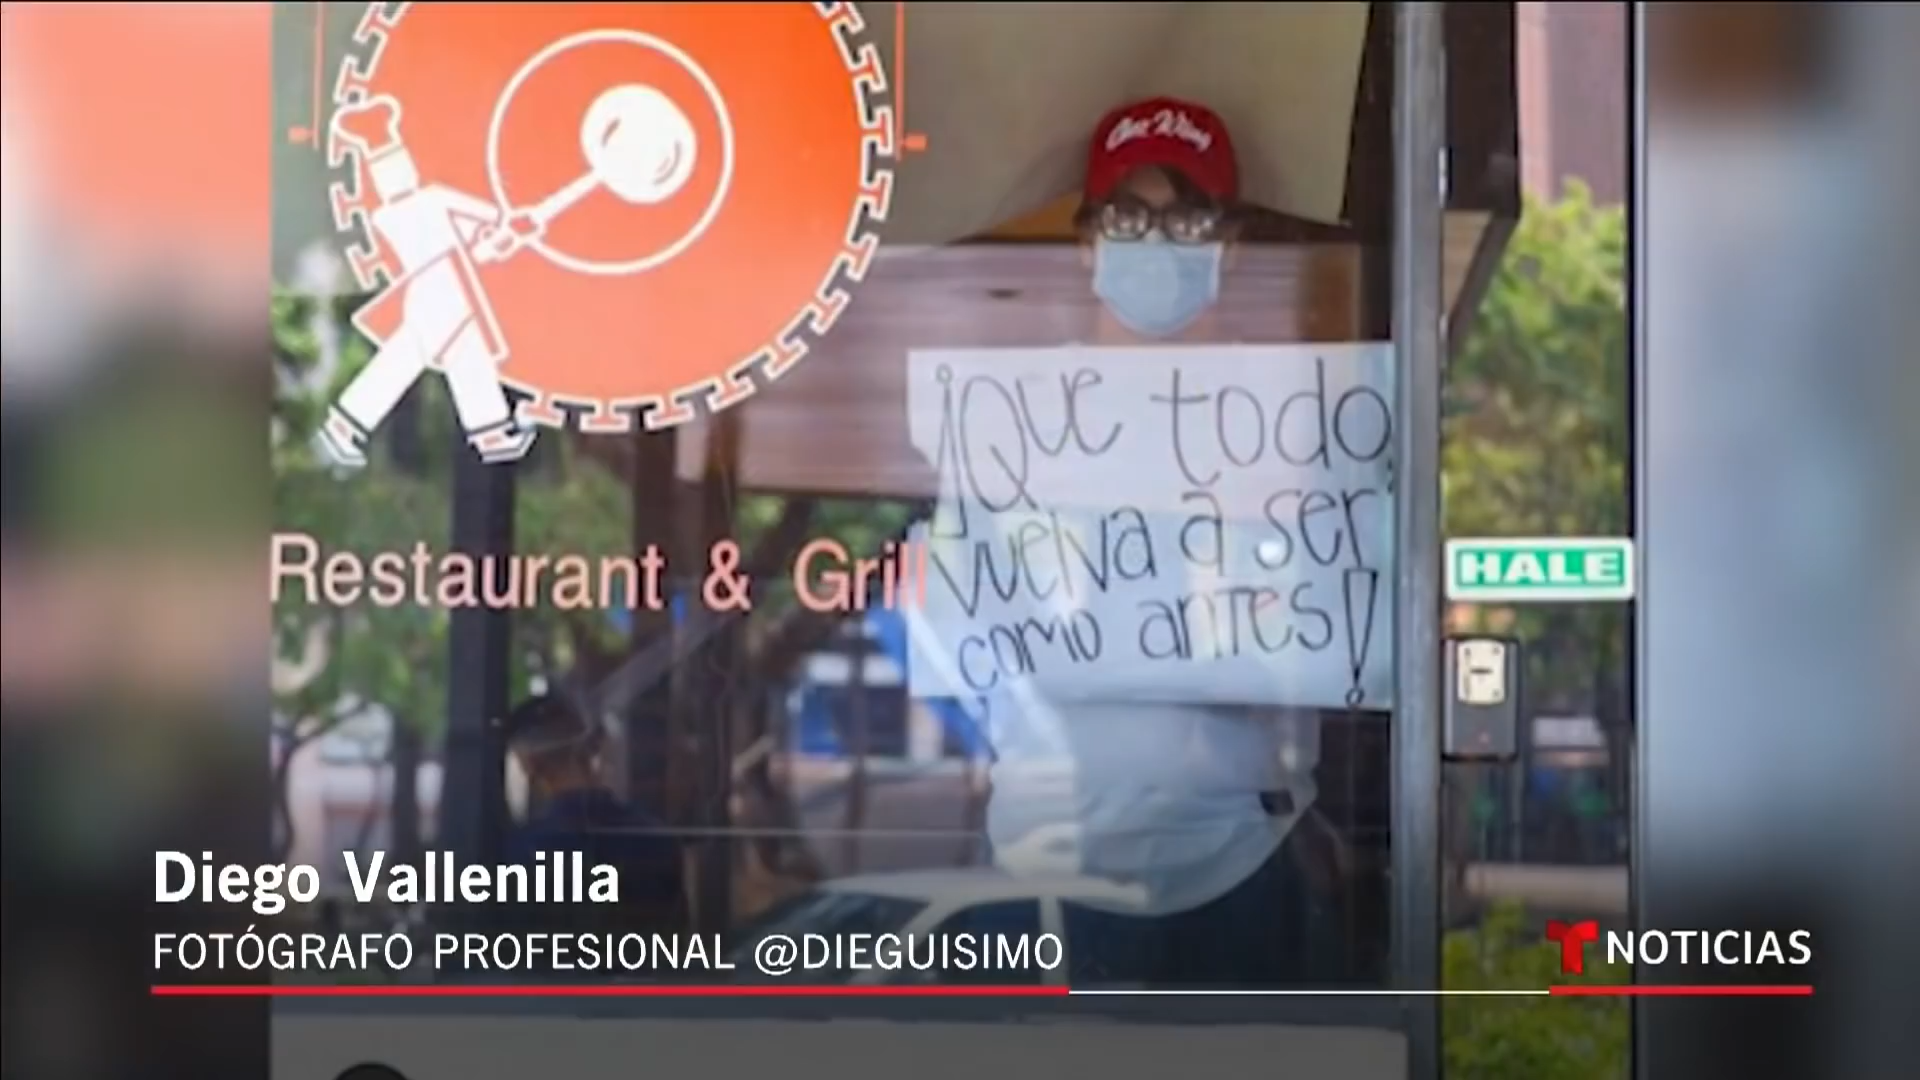 ¡Que todo
vuelva a ser
como antes!
Restaurant & Grill
HALE
Diego Vallenilla
FOTÓGRAFO PROFESIONAL @DIEGUISIMO
NOTICIAS